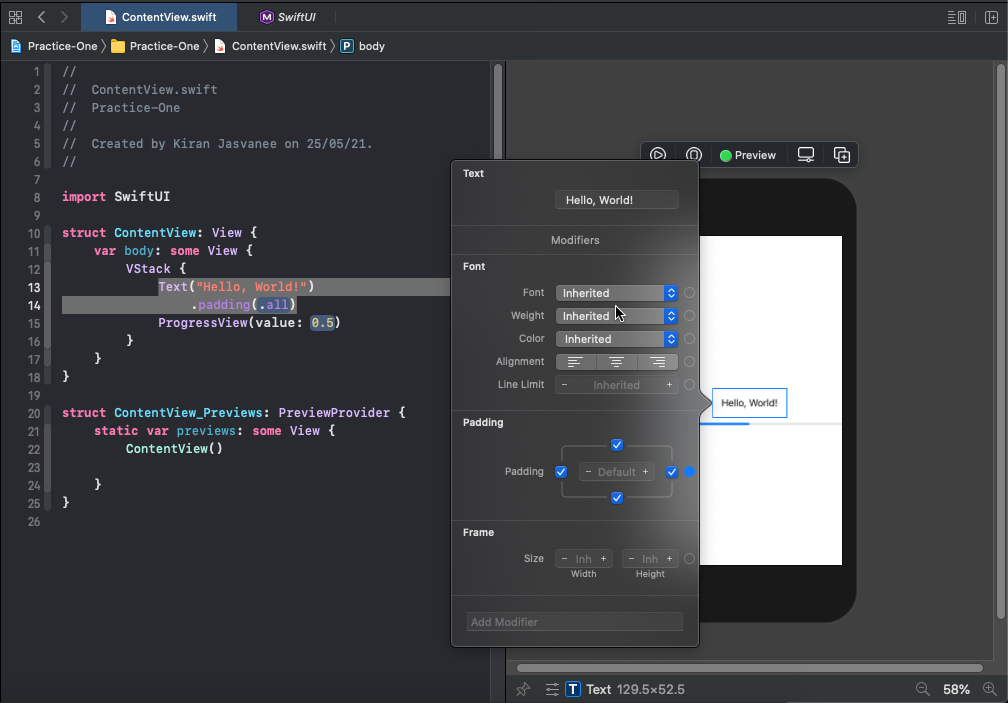 ContentView.swift
SwiftUI
Practice-One
Practice-One
ContentView.swift
P
body
1 //
2 //  ContentView.swift
3 //  Practice-One
4 //
5 //  Created by Kiran Jasvanee on 25/05/21.
6 //
7
8 import SwiftUI
9
10 struct ContentView: View {
11     var body: some View {
12         VStack {
13             Text("Hello, World!")
14                 .padding(.all)
15             ProgressView(value: 0.5)
16         }
17     }
18 }
19
20 struct ContentView_Previews: PreviewProvider {
21     static var previews: some View {
22         ContentView()
23
24     }
25 }
26
Preview
Text
Hello, World!
Modifiers
Font
Font Inherited
Weight Inherited
Color Inherited
Alignment
Line Limit − Inherited +
Padding
Padding − Default +
Frame
Size − Inh + − Inh +
Width Height
Add Modifier
Hello, World!
T Text 129.5×52.5
58%